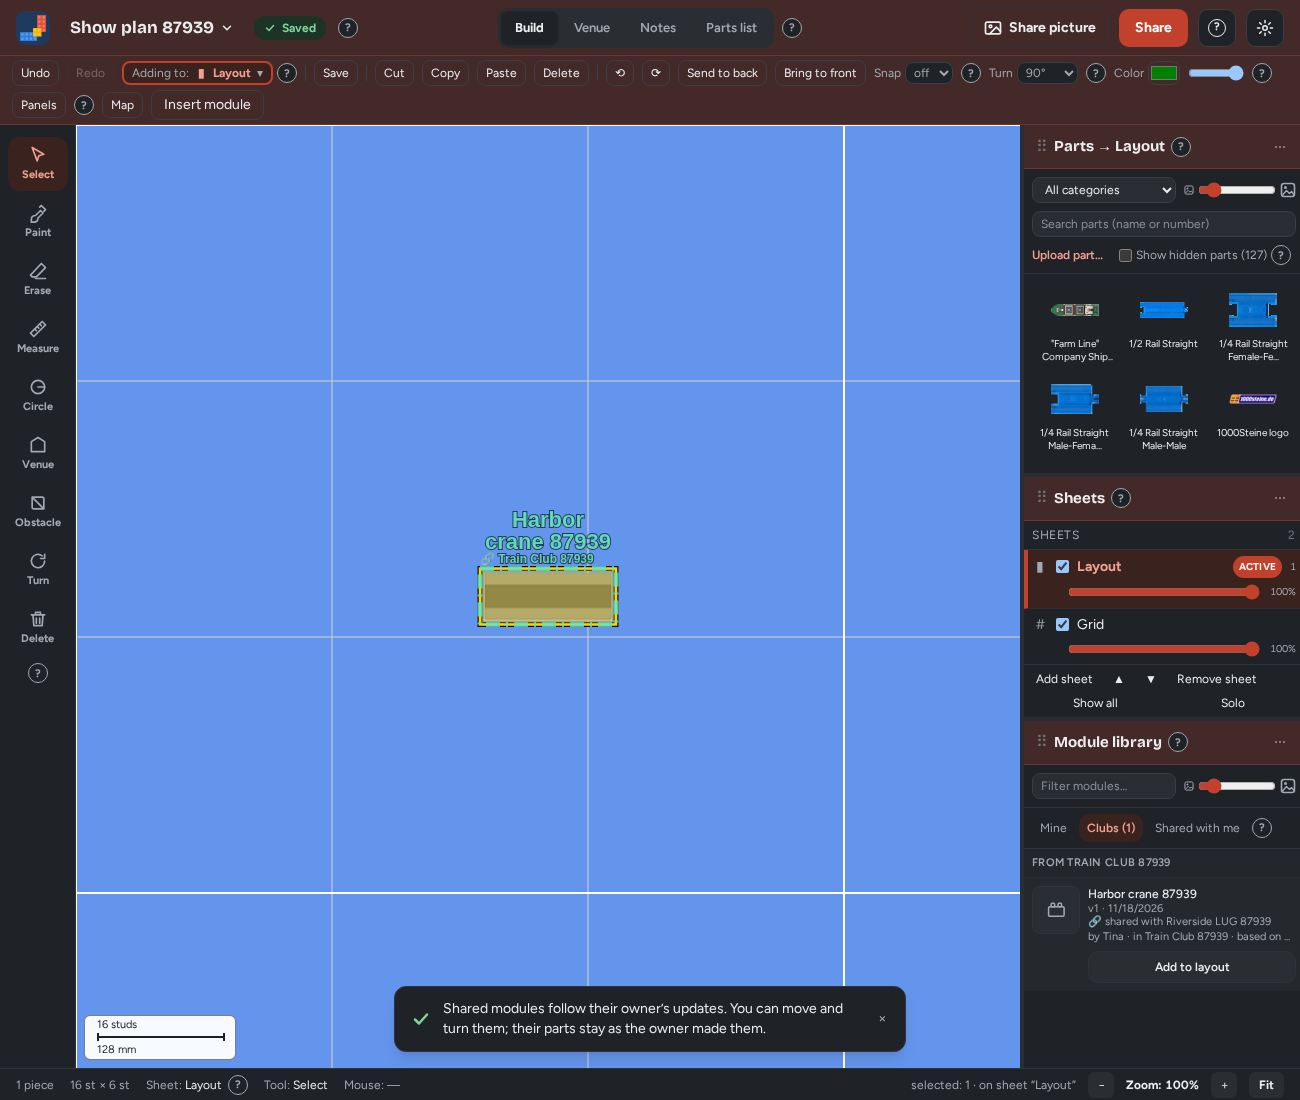 Show plan 87939
Saved
?
Build
Venue
Notes
Parts list
?
Share picture
Share
?
Undo
Redo
Adding to: Layout ▾
?
Save
Cut
Copy
Paste
Delete
⟲
⟳
Send to back
Bring to front
Snap
off
?
Turn
90°
?
Color
?
Panels
?
Map
Insert module
Select
Paint
Erase
Measure
Circle
Venue
Obstacle
Turn
Delete
?
Harbor
crane 87939
Train Club 87939
16 studs
128 mm
Shared modules follow their owner's updates. You can move and
turn them; their parts stay as the owner made them.
×
Parts → Layout
?
...
All categories
Search parts (name or number)
Upload part...
Show hidden parts (127)
?
"Farm Line"
Company Ship...
1/2 Rail Straight
1/4 Rail Straight
Female-Fe...
1/4 Rail Straight
Male-Fema...
1/4 Rail Straight
Male-Male
1000Steine logo
1000Steine.de
Sheets
?
...
SHEETS
2
Layout
ACTIVE
1
100%
# Grid
100%
Add sheet
▲
▼
Remove sheet
Show all
Solo
Module library
?
...
Filter modules...
Mine
Clubs (1)
Shared with me
?
FROM TRAIN CLUB 87939
Harbor crane 87939
v1 · 11/18/2026
🔗 shared with Riverside LUG 87939
by Tina · in Train Club 87939 · based on ...
Add to layout
1 piece
16 st × 6 st
Sheet: Layout
?
Tool: Select
Mouse: —
selected: 1 · on sheet "Layout"
−
Zoom: 100%
+
Fit